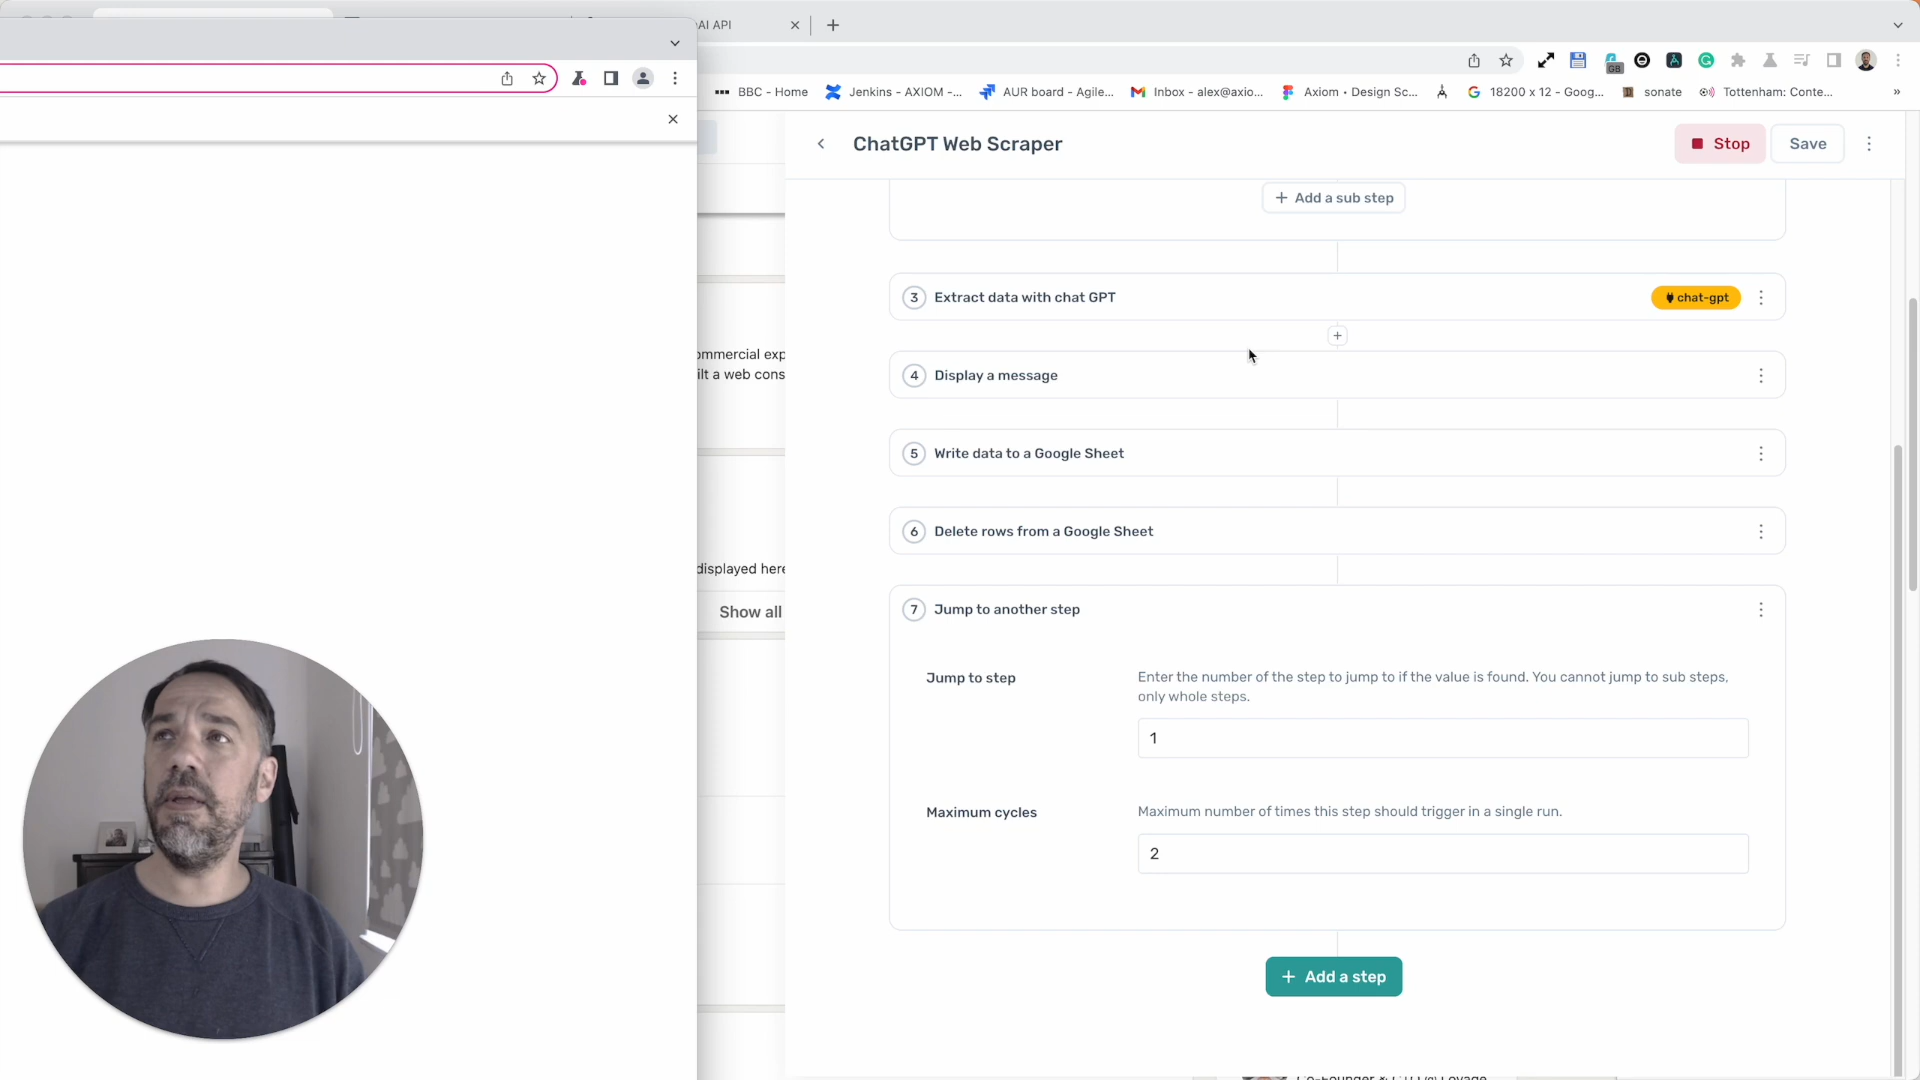 AI API
GB
BBC - Home
Jenkins - AXIOM -...
AUR board - Agile...
Inbox - alex@axio...
Axiom • Design Sc...
18200 x 12 - Goog...
sonate
Tottenham: Conte...
»
ChatGPT Web Scraper
Stop
Save
+ Add a sub step
3 Extract data with chat GPT
chat-gpt
+
ommercial exp
ilt a web cons
4 Display a message
5 Write data to a Google Sheet
6 Delete rows from a Google Sheet
displayed here
Show all
7 Jump to another step
Jump to step
Enter the number of the step to jump to if the value is found. You cannot jump to sub steps,
only whole steps.
1
Maximum cycles
Maximum number of times this step should trigger in a single run.
2
+ Add a step